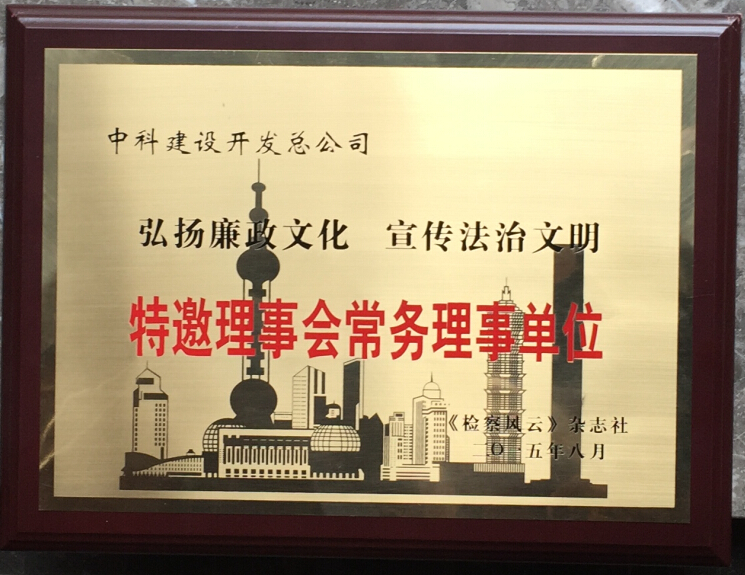 中科建设开发总公司
弘扬廉政文化 宣传法治文明
特邀理事会常务理事单位
《检察风云》杂志社
二〇一五年八月